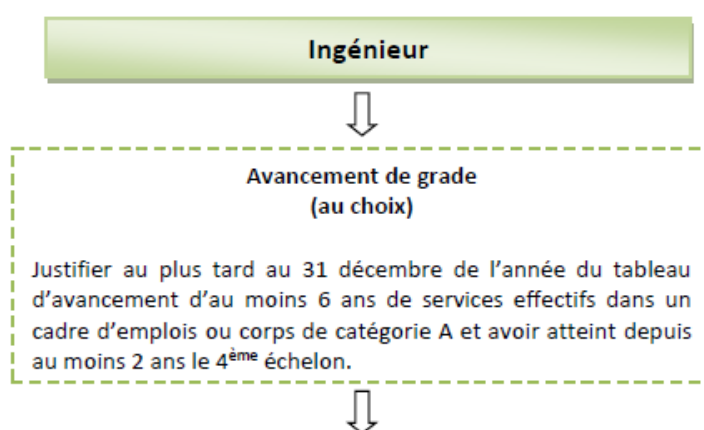 Ingénieur
Avancement de grade
(au choix)
Justifier au plus tard au 31 décembre de l’année du tableau
d’avancement d’au moins 6 ans de services effectifs dans un
cadre d’emplois ou corps de catégorie A et avoir atteint depuis
au moins 2 ans le 4ème échelon.